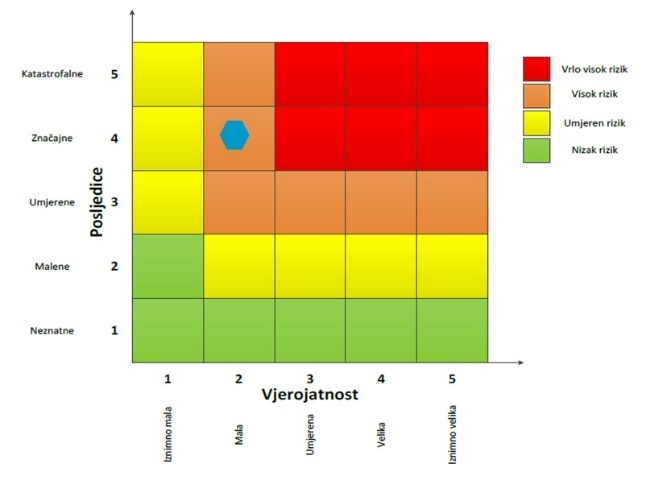 Katastrofalne 5
Značajne 4
Umjerene 3
Malene 2
Neznatne 1
Posljedice
1 2 3 4 5
Vjerojatnost
Iznimno mala
Mala
Umjerena
Velika
Iznimno velika
Vrlo visok rizik
Visok rizik
Umjeren rizik
Nizak rizik